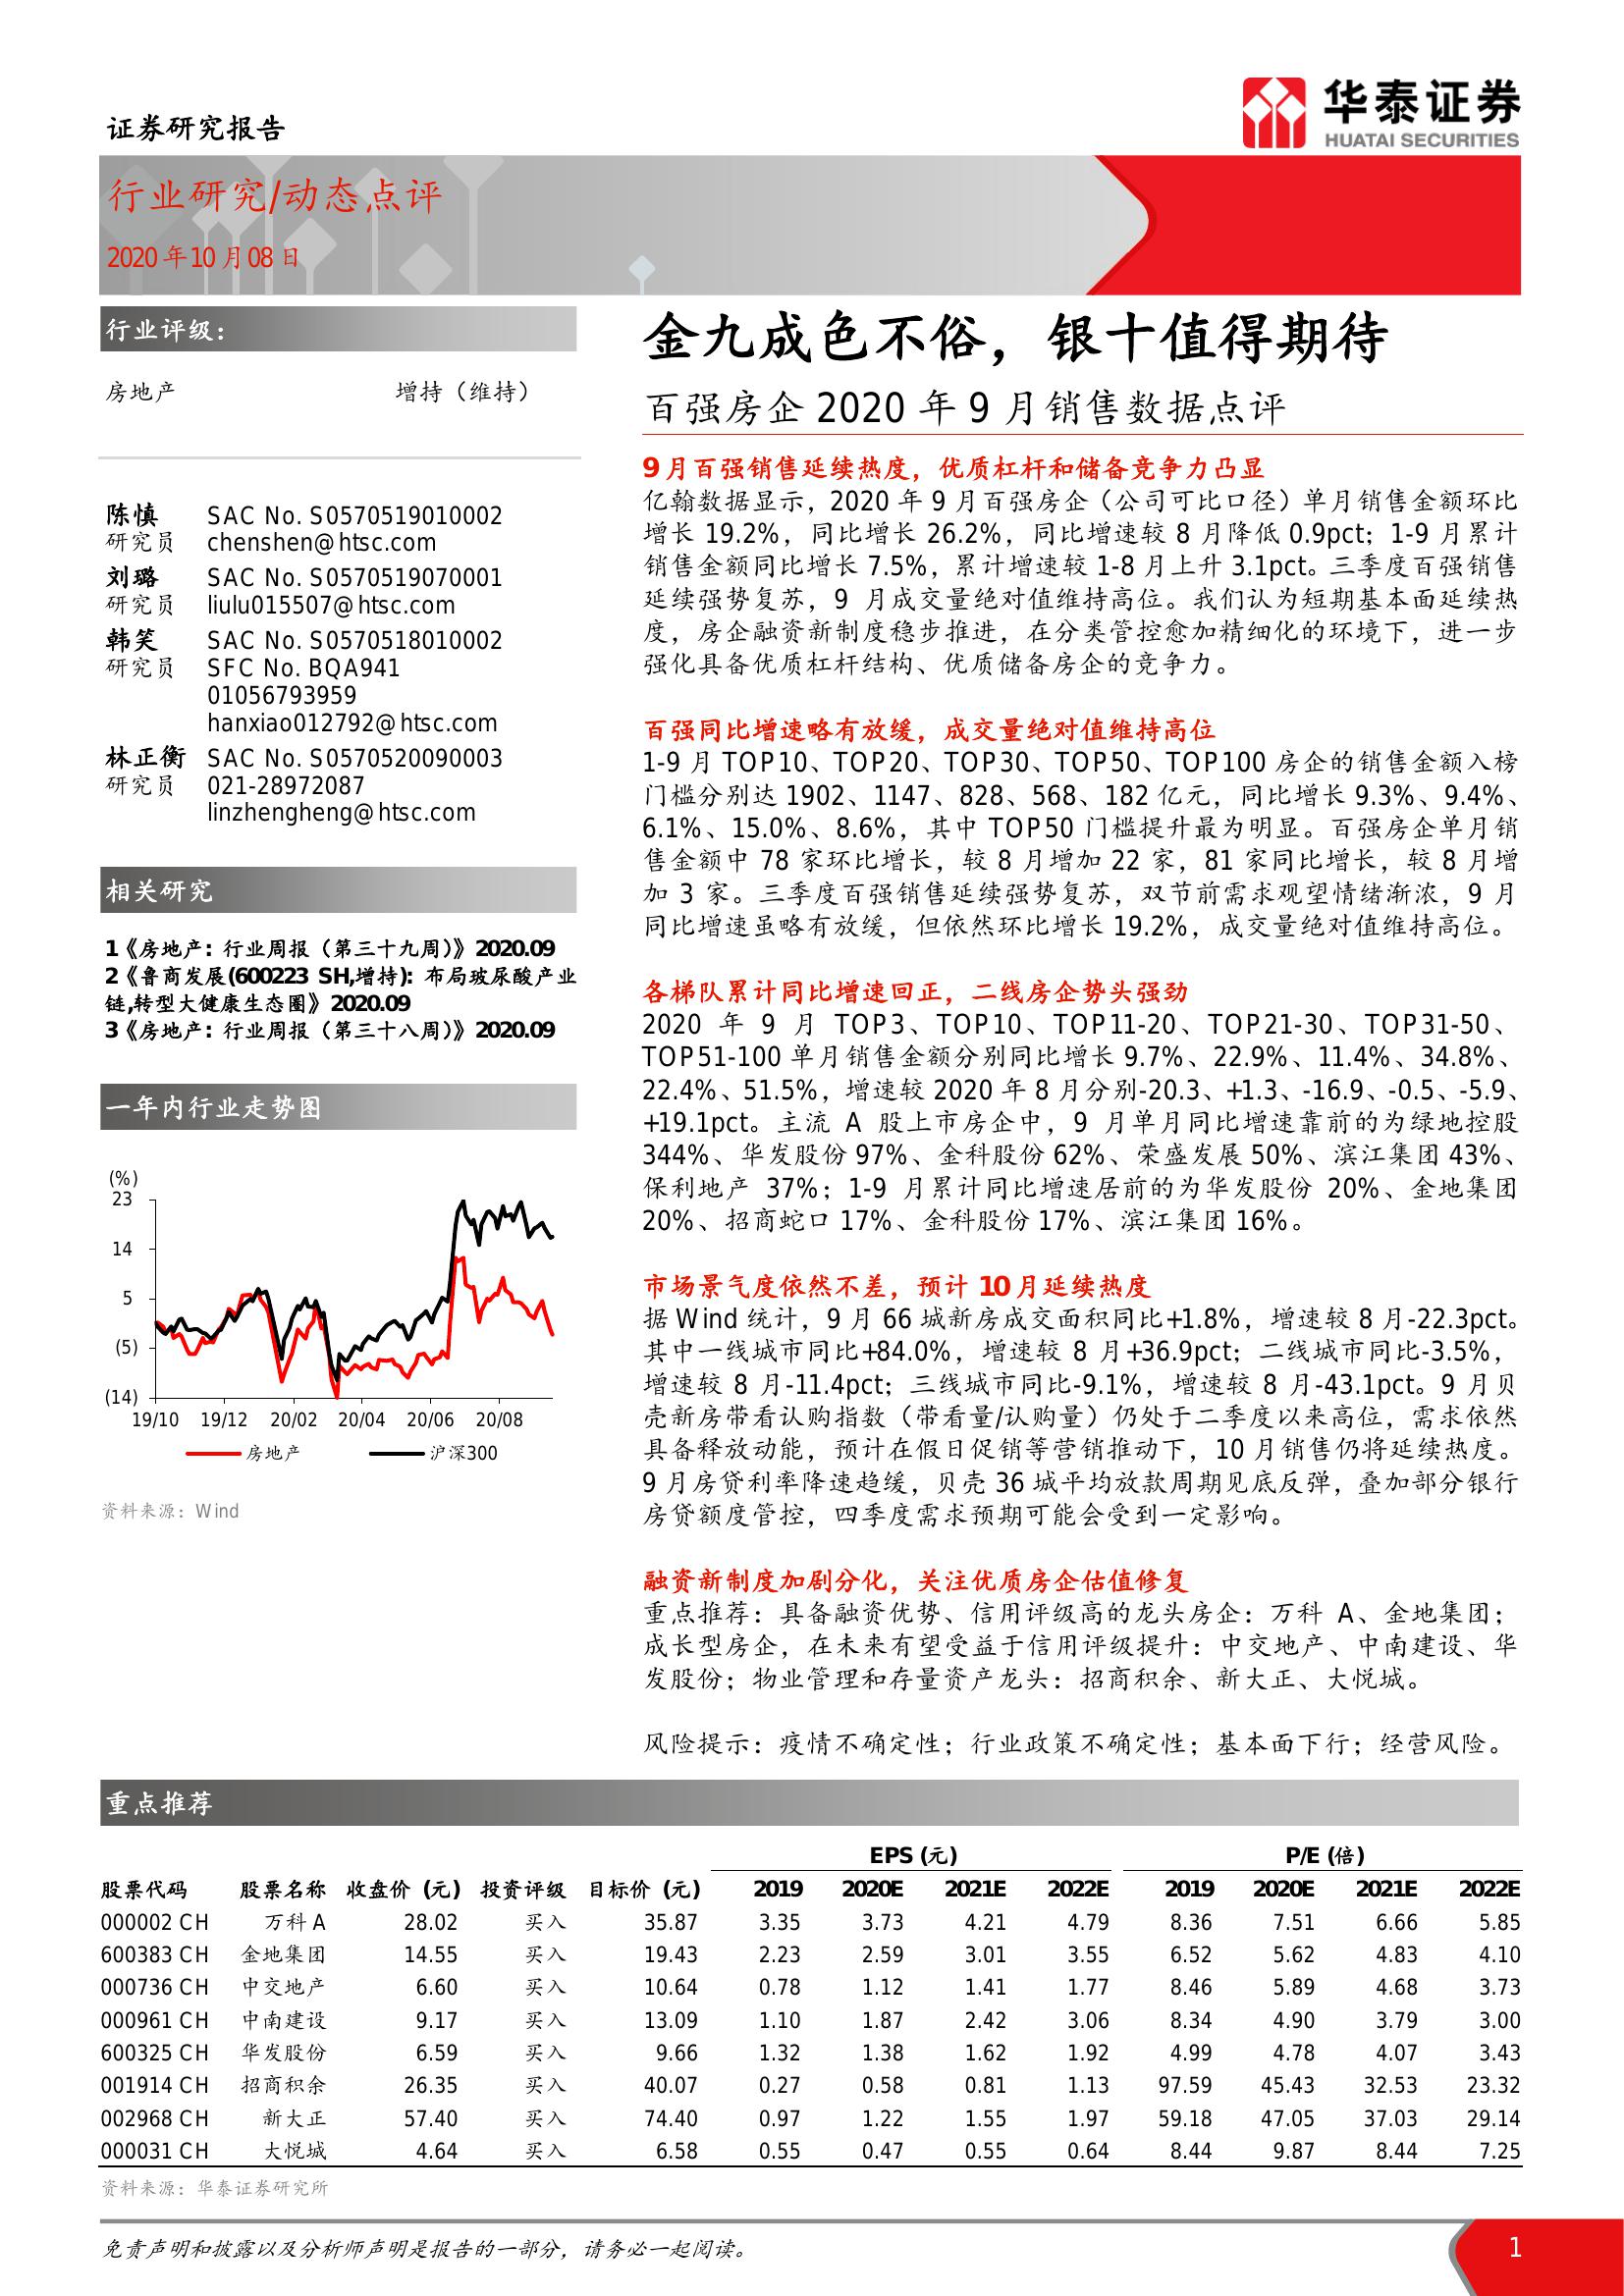 证券研究报告
华泰证券
HUATAI SECURITIES
行业研究/动态点评
2020年10月08日
行业评级：
房地产 增持（维持）
陈慎 SAC No. S0570519010002
研究员 chenshen@htsc.com
刘璐 SAC No. S0570519070001
研究员 liulu015507@htsc.com
韩笑 SAC No. S0570518010002
研究员 SFC No. BQA941
01056793959
hanxiao012792@htsc.com
林正衡 SAC No. S0570520090003
研究员 021-28972087
linzhengheng@htsc.com
相关研究
1《房地产: 行业周报（第三十九周）》2020.09
2《鲁商发展(600223 SH,增持): 布局玻尿酸产业
链,转型大健康生态圈》2020.09
3《房地产: 行业周报（第三十八周）》2020.09
一年内行业走势图
(%)
23
14
5
(5)
(14)
19/10 19/12 20/02 20/04 20/06 20/08
房地产 沪深300
资料来源：Wind
金九成色不俗，银十值得期待
百强房企 2020 年 9 月销售数据点评
9月百强销售延续热度，优质杠杆和储备竞争力凸显
亿翰数据显示，2020 年 9 月百强房企（公司可比口径）单月销售金额环比
增长 19.2%，同比增长 26.2%，同比增速较 8 月降低 0.9pct；1-9 月累计
销售金额同比增长 7.5%，累计增速较 1-8 月上升 3.1pct。三季度百强销售
延续强势复苏，9 月成交量绝对值维持高位。我们认为短期基本面延续热
度，房企融资新制度稳步推进，在分类管控愈加精细化的环境下，进一步
强化具备优质杠杆结构、优质储备房企的竞争力。
百强同比增速略有放缓，成交量绝对值维持高位
1-9 月 TOP10、TOP20、TOP30、TOP50、TOP100 房企的销售金额入榜
门槛分别达 1902、1147、828、568、182 亿元，同比增长 9.3%、9.4%、
6.1%、15.0%、8.6%，其中 TOP50 门槛提升最为明显。百强房企单月销
售金额中 78 家环比增长，较 8 月增加 22 家，81 家同比增长，较 8 月增
加 3 家。三季度百强销售延续强势复苏，双节前需求观望情绪渐浓，9 月
同比增速虽略有放缓，但依然环比增长 19.2%，成交量绝对值维持高位。
各梯队累计同比增速回正，二线房企势头强劲
2020 年 9 月 TOP3、TOP10、TOP11-20、TOP21-30、TOP31-50、
TOP51-100 单月销售金额分别同比增长 9.7%、22.9%、11.4%、34.8%、
22.4%、51.5%，增速较 2020 年 8 月分别-20.3、+1.3、-16.9、-0.5、-5.9、
+19.1pct。主流 A 股上市房企中，9 月单月同比增速靠前的为绿地控股
344%、华发股份 97%、金科股份 62%、荣盛发展 50%、滨江集团 43%、
保利地产 37%；1-9 月累计同比增速居前的为华发股份 20%、金地集团
20%、招商蛇口 17%、金科股份 17%、滨江集团 16%。
市场景气度依然不差，预计 10月延续热度
据 Wind 统计，9 月 66 城新房成交面积同比+1.8%，增速较 8 月-22.3pct。
其中一线城市同比+84.0%，增速较 8 月+36.9pct；二线城市同比-3.5%，
增速较 8 月-11.4pct；三线城市同比-9.1%，增速较 8 月-43.1pct。9 月贝
壳新房带看认购指数（带看量/认购量）仍处于二季度以来高位，需求依然
具备释放动能，预计在假日促销等营销推动下，10 月销售仍将延续热度。
9 月房贷利率降速趋缓，贝壳 36 城平均放款周期见底反弹，叠加部分银行
房贷额度管控，四季度需求预期可能会受到一定影响。
融资新制度加剧分化，关注优质房企估值修复
重点推荐：具备融资优势、信用评级高的龙头房企：万科 A、金地集团；
成长型房企，在未来有望受益于信用评级提升：中交地产、中南建设、华
发股份；物业管理和存量资产龙头：招商积余、新大正、大悦城。
风险提示：疫情不确定性；行业政策不确定性；基本面下行；经营风险。
重点推荐
EPS (元) P/E (倍)
股票代码 股票名称 收盘价 (元) 投资评级 目标价 (元) 2019 2020E 2021E 2022E 2019 2020E 2021E 2022E
000002 CH 万科 A 28.02 买入 35.87 3.35 3.73 4.21 4.79 8.36 7.51 6.66 5.85
600383 CH 金地集团 14.55 买入 19.43 2.23 2.59 3.01 3.55 6.52 5.62 4.83 4.10
000736 CH 中交地产 6.60 买入 10.64 0.78 1.12 1.41 1.77 8.46 5.89 4.68 3.73
000961 CH 中南建设 9.17 买入 13.09 1.10 1.87 2.42 3.06 8.34 4.90 3.79 3.00
600325 CH 华发股份 6.59 买入 9.66 1.32 1.38 1.62 1.92 4.99 4.78 4.07 3.43
001914 CH 招商积余 26.35 买入 40.07 0.27 0.58 0.81 1.13 97.59 45.43 32.53 23.32
002968 CH 新大正 57.40 买入 74.40 0.97 1.22 1.55 1.97 59.18 47.05 37.03 29.14
000031 CH 大悦城 4.64 买入 6.58 0.55 0.47 0.55 0.64 8.44 9.87 8.44 7.25
资料来源：华泰证券研究所
免责声明和披露以及分析师声明是报告的一部分，请务必一起阅读。 1